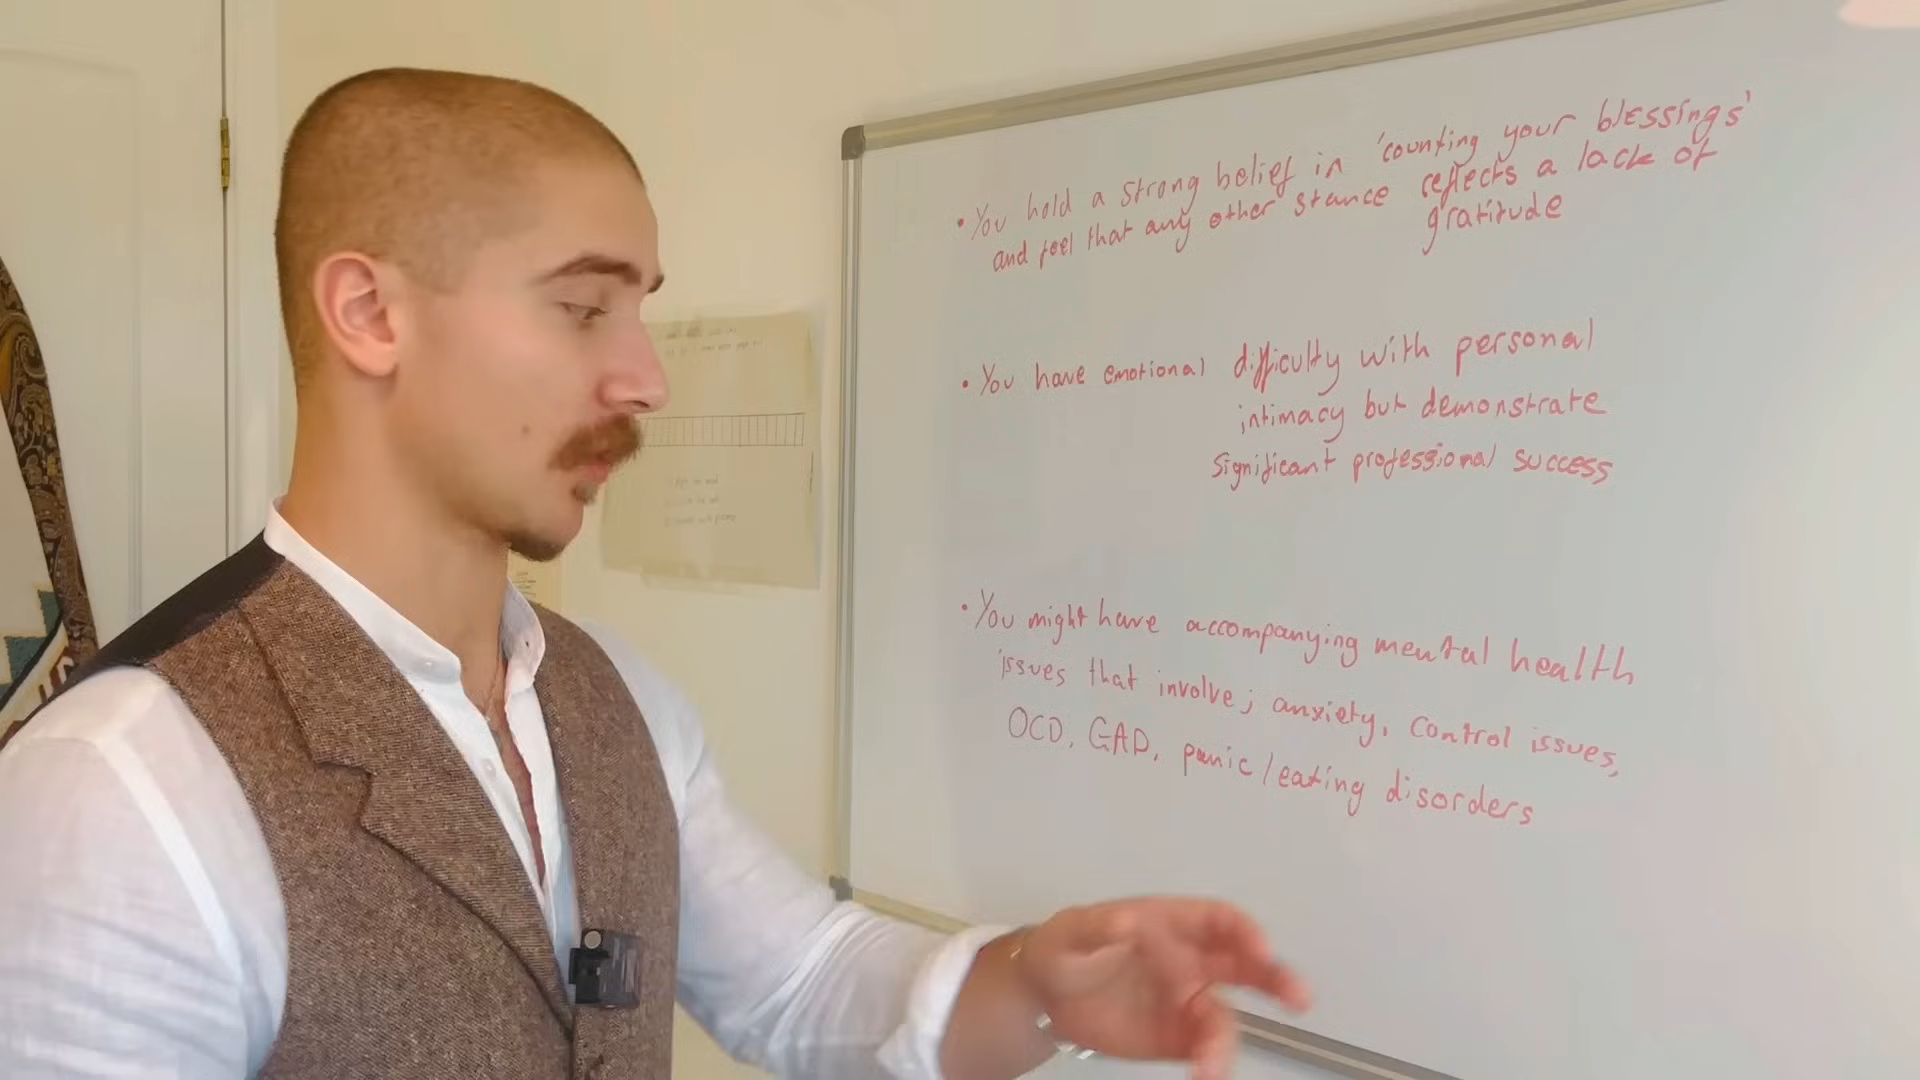 • You hold a strong belief in 'counting your blessings'
and feel that any other stance reflects a lack of
gratitude
• You have emotional difficulty with personal
intimacy but demonstrate
significant professional success
• You might have accompanying mental health
issues that involve; anxiety, control issues,
OCD, GAD, panic/eating disorders